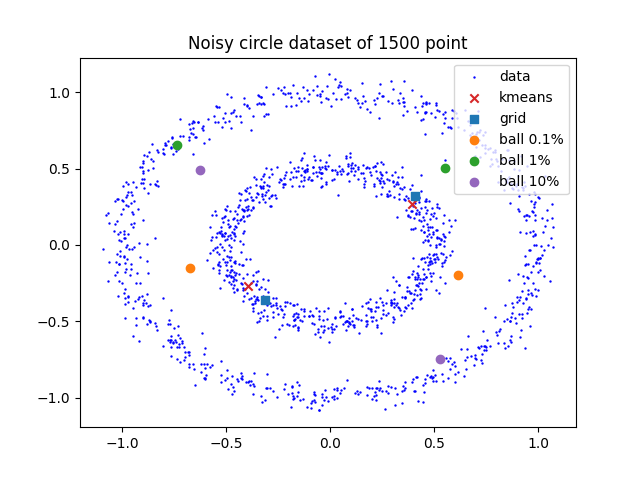 Noisy circle dataset of 1500 point
data
kmeans
grid
ball 0.1%
ball 1%
ball 10%
1.0
0.5
0.0
−0.5
−1.0
−1.0 −0.5 0.0 0.5 1.0